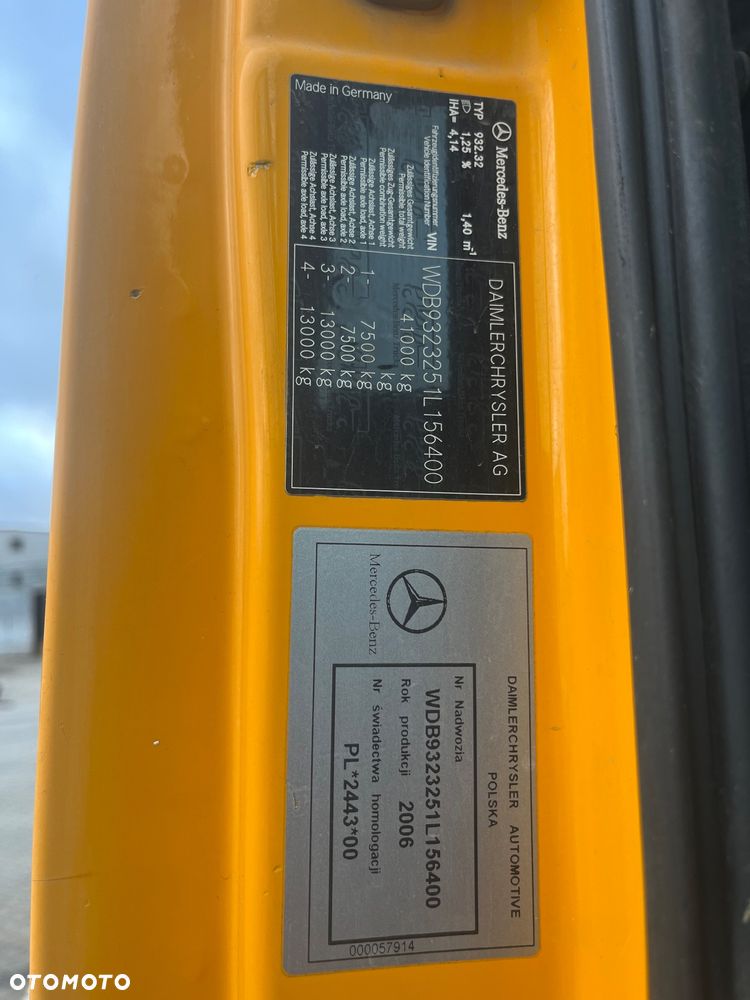 Mercedes-Benz
TYP 932.32
1,25 % 1,40 m-1
IHA= 4,14
DAIMLERCHRYSLER AG
Fahrzeugidentifizierungsnummer
Vehicle Identification Number VIN WDB9323251L156400
Zulässiges Gesamtgewicht
Permissible total weight 41000 kg
Zulässiges Zug-Gesamtgewicht
Permissible combination weight kg
Zulässige Achslast, Achse 1
Permissible axle load, axle 1 1- 7500 kg
Zulässige Achslast, Achse 2
Permissible axle load, axle 2 2- 7500 kg
Zulässige Achslast, Achse 3
Permissible axle load, axle 3 3- 13000 kg
Zulässige Achslast, Achse 4
Permissible axle load, axle 4 4- 13000 kg
Made in Germany
DAIMLERCHRYSLER AUTOMOTIVE
POLSKA
Mercedes-Benz
Nr Nadwozia
WDB9323251L156400
Rok produkcji 2006
Nr świadectwa homologacji
PL*2443*00
000057914
OTOMOTO